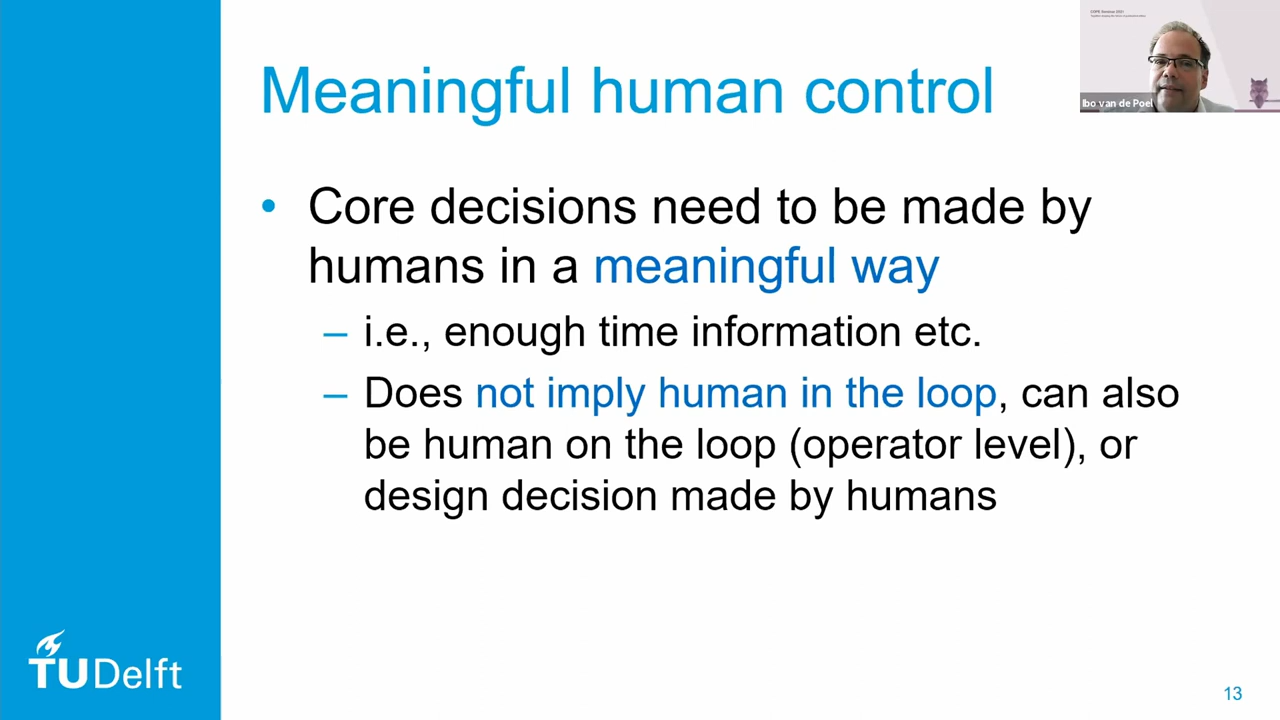 Meaningful human control
• Core decisions need to be made by
humans in a meaningful way
– i.e., enough time information etc.
– Does not imply human in the loop, can also
be human on the loop (operator level), or
design decision made by humans
TU Delft
13
Ibo van de Poel